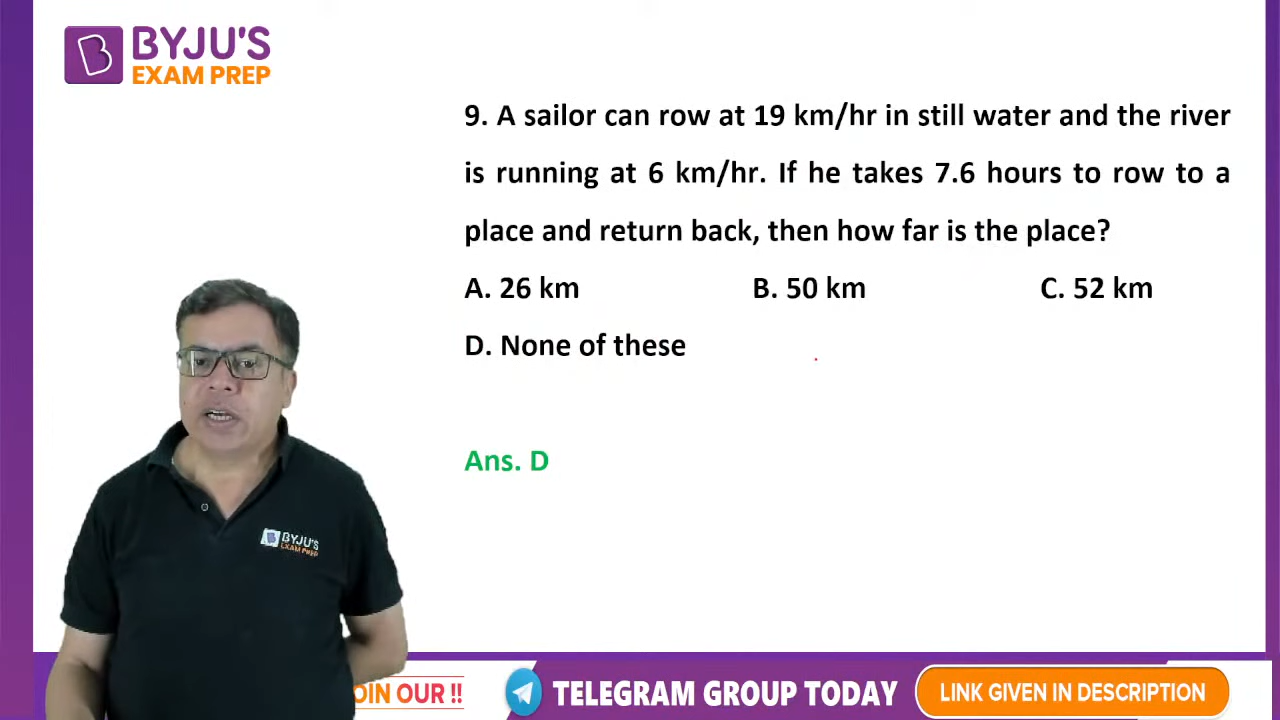 BYJU'S
EXAM PREP
9. A sailor can row at 19 km/hr in still water and the river
is running at 6 km/hr. If he takes 7.6 hours to row to a
place and return back, then how far is the place?
A. 26 km B. 50 km C. 52 km
D. None of these
Ans. D
BYJU'S
EXAM PREP
OIN OUR !! TELEGRAM GROUP TODAY LINK GIVEN IN DESCRIPTION